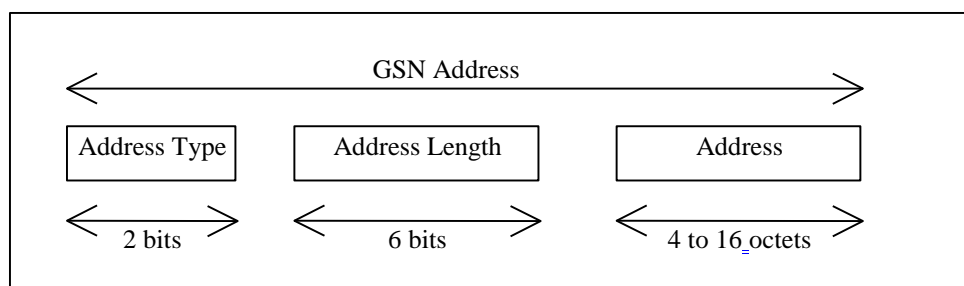 GSN Address
Address Type Address Length Address
2 bits 6 bits 4 to 16 octets